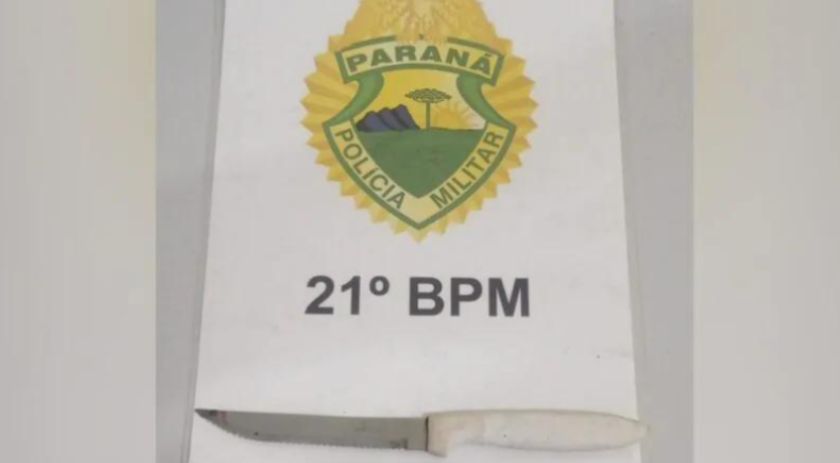 PARANÁ
POLÍCIA MILITAR
21º BPM